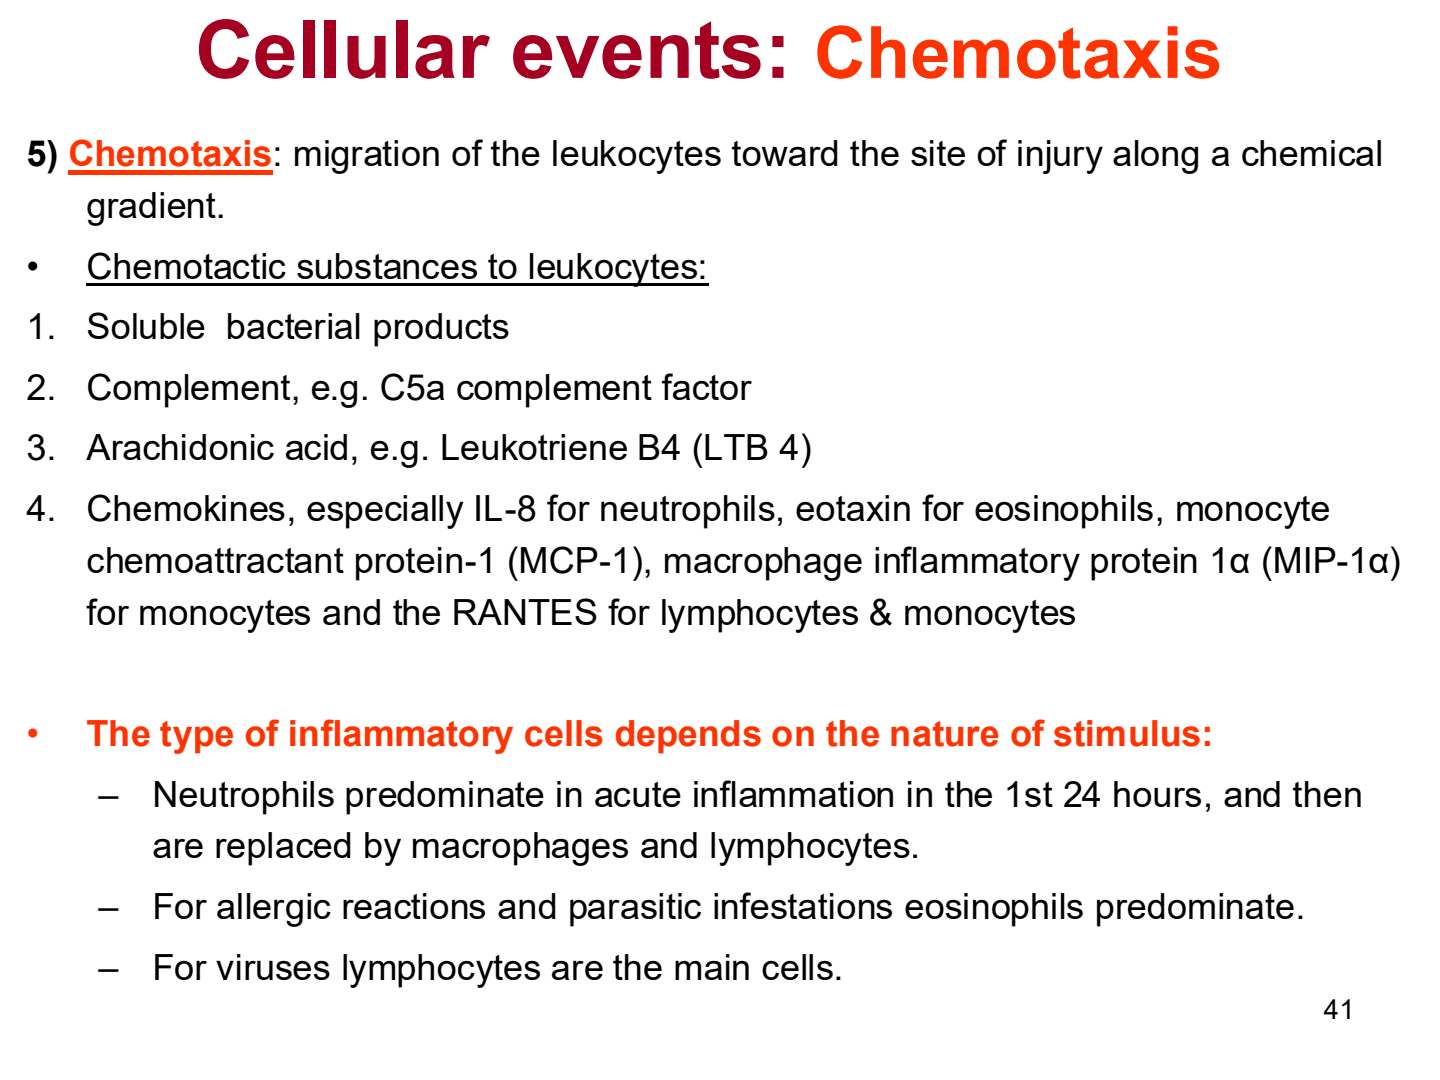 Cellular events: Chemotaxis
5) Chemotaxis: migration of the leukocytes toward the site of injury along a chemical
gradient.
• Chemotactic substances to leukocytes:
1. Soluble  bacterial products
2. Complement, e.g. C5a complement factor
3. Arachidonic acid, e.g. Leukotriene B4 (LTB 4)
4. Chemokines, especially IL-8 for neutrophils, eotaxin for eosinophils, monocyte
chemoattractant protein-1 (MCP-1), macrophage inflammatory protein 1α (MIP-1α)
for monocytes and the RANTES for lymphocytes & monocytes
• The type of inflammatory cells depends on the nature of stimulus:
– Neutrophils predominate in acute inflammation in the 1st 24 hours, and then
are replaced by macrophages and lymphocytes.
– For allergic reactions and parasitic infestations eosinophils predominate.
– For viruses lymphocytes are the main cells.
41